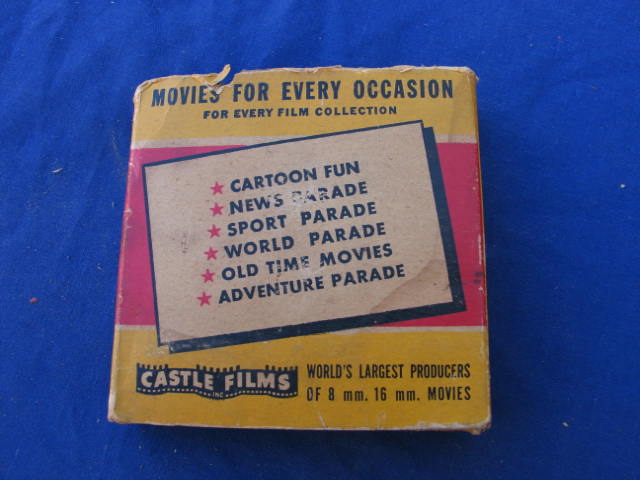 MOVIES FOR EVERY OCCASION
FOR EVERY FILM COLLECTION
★ CARTOON FUN
★ NEWS PARADE
★ SPORT PARADE
★ WORLD PARADE
★ OLD TIME MOVIES
★ ADVENTURE PARADE
CASTLE FILMS
INC
WORLD'S LARGEST PRODUCERS
OF 8 mm. 16 mm. MOVIES